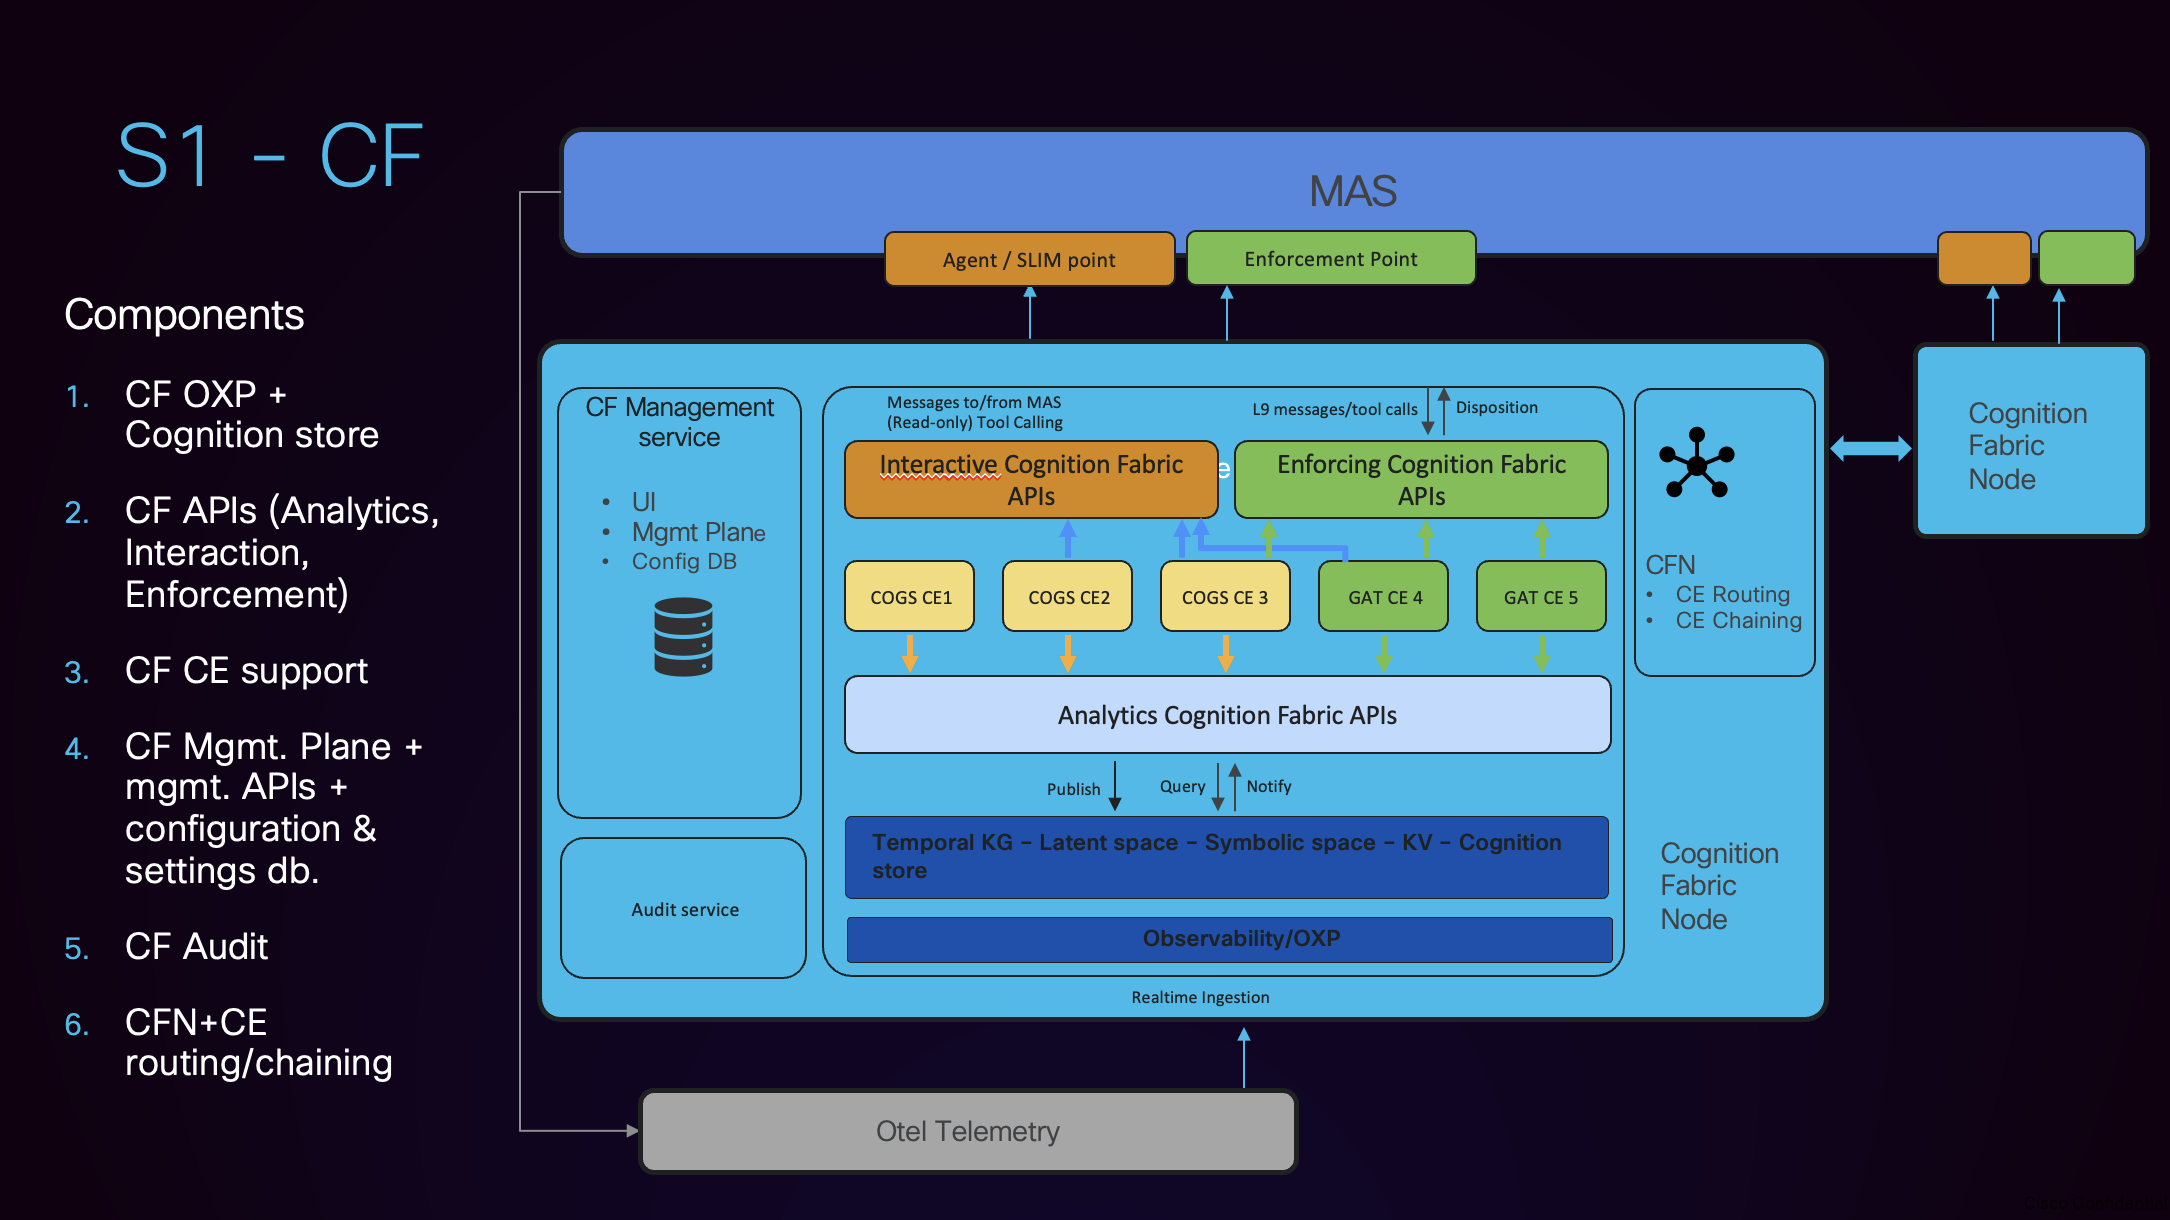 S1 - CF
Components
1. CF OXP +
Cognition store
2. CF APIs (Analytics,
Interaction,
Enforcement)
3. CF CE support
4. CF Mgmt. Plane +
mgmt. APIs +
configuration &
settings db.
5. CF Audit
6. CFN+CE
routing/chaining
MAS
Agent / SLIM point
Enforcement Point
CF Management
service
• UI
• Mgmt Plane
• Config DB
Audit service
Messages to/from MAS
(Read-only) Tool Calling
L9 messages/tool calls
Disposition
Interactive Cognition Fabric
APIs
e
Enforcing Cognition Fabric
APIs
COGS CE1
COGS CE2
COGS CE 3
GAT CE 4
GAT CE 5
Analytics Cognition Fabric APIs
Publish
Query
Notify
Temporal KG – Latent space – Symbolic space – KV – Cognition
store
Observability/OXP
Realtime Ingestion
CFN
• CE Routing
• CE Chaining
Cognition
Fabric
Node
Cognition
Fabric
Node
Otel Telemetry